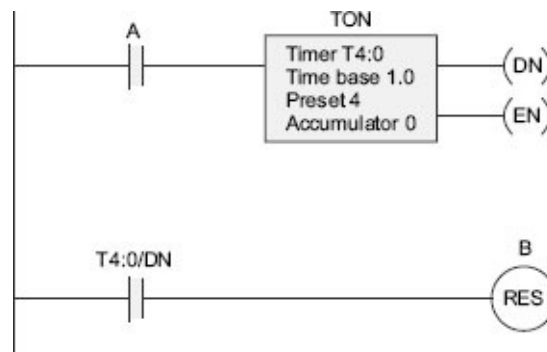 TON
A
Timer T4:0
Time base 1.0
Preset 4
Accumulator 0
DN
EN
T4:0/DN
B
RES